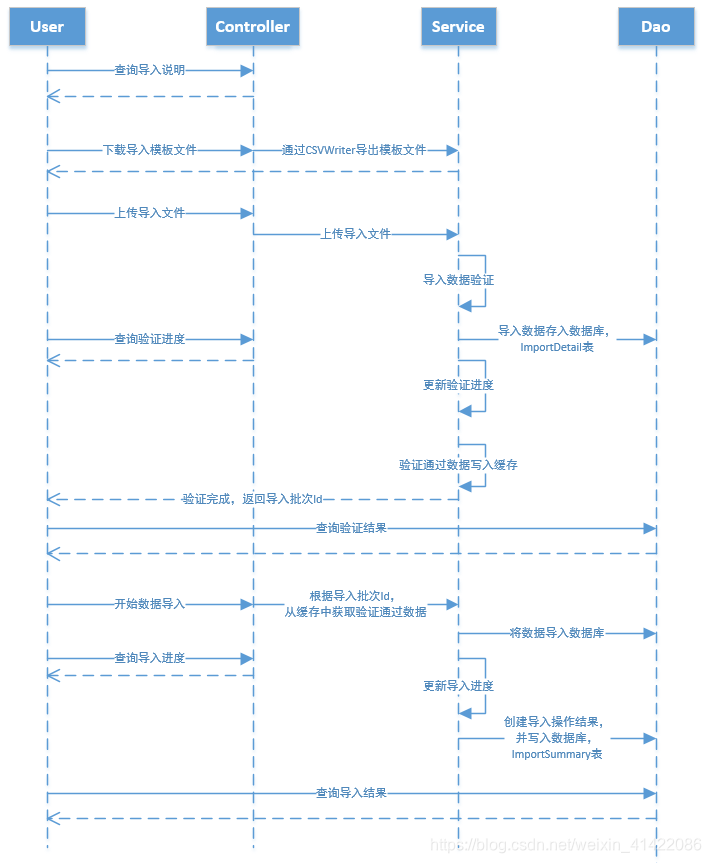 User
Controller
Service
Dao
查询导入说明
下载导入模板文件
通过CSVWriter导出模板文件
上传导入文件
上传导入文件
导入数据验证
查询验证进度
导入数据存入数据库，
ImportDetail表
更新验证进度
验证通过数据写入缓存
验证完成，返回导入批次Id
查询验证结果
开始数据导入
根据导入批次Id，
从缓存中获取验证通过数据
将数据导入数据库
查询导入进度
更新导入进度
创建导入操作结果，
并写入数据库，
ImportSummary表
查询导入结果
https://blog.csdn.net/weixin_41422086